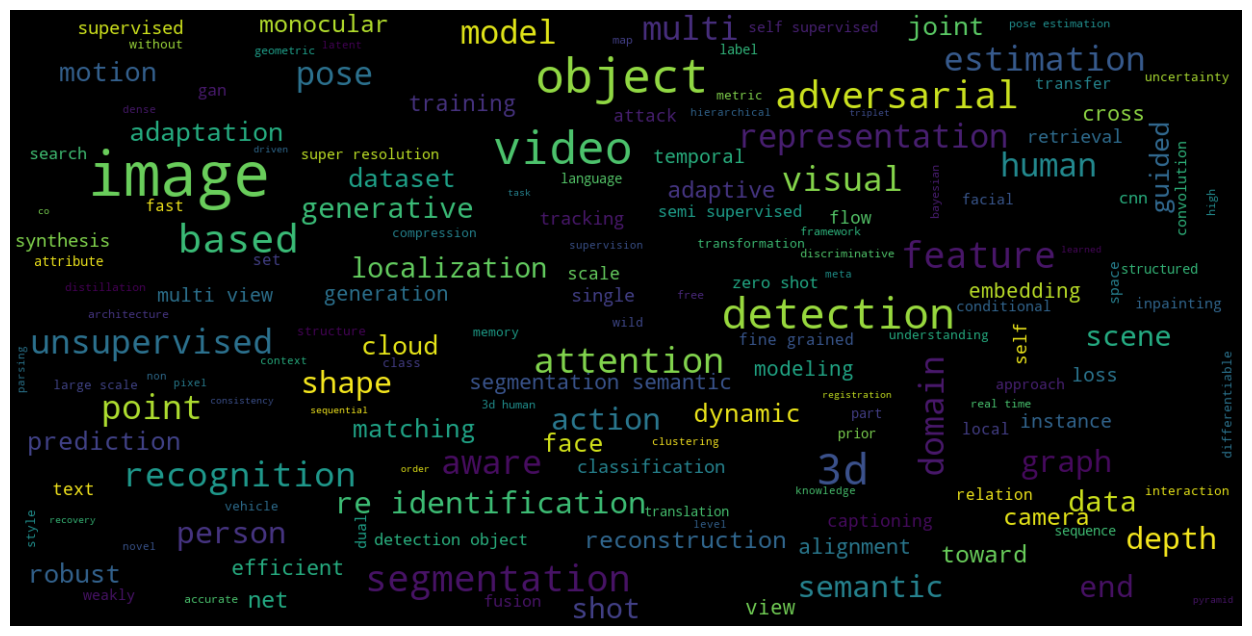 supervised
monocular
model
multi
self supervised
joint
pose estimation
without
geometric
latent
map
label
estimation
motion
pose
object
transfer
uncertainty
gan
training
metric
adversarial
dense
attack
hierarchical
triplet
cross
adaptation
representation
retrieval
guided
search
driven
super resolution
video
temporal
human
convolution
image
dataset
language
adaptive
visual
bayesian
facial
cnn
high
co
fast
task
generative
tracking
semi supervised
flow
synthesis
based
compression
supervision
transformation
framework
discriminative
feature
learned
attribute
set
localization
scale
meta
space
structured
distillation
multi view
generation
single
free
zero shot
embedding
conditional
inpainting
architecture
structure
memory
wild
detection
unsupervised
cloud
fine grained
understanding
self
scene
parsing
context
class
attention
large scale
non
pixel
shape
segmentation semantic
modeling
domain
approach
loss
differentiable
point
consistency
sequential
3d human
action
dynamic
registration
part
real time
prediction
matching
face
clustering
prior
local
instance
recognition
order
aware
classification
3d
graph
text
knowledge
relation
data
interaction
vehicle
re identification
translation
camera
style
recovery
person
dual
level
captioning
sequence
novel
detection object
reconstruction
alignment
toward
depth
robust
efficient
segmentation
semantic
end
weakly
accurate
net
fusion
shot
view
pyramid